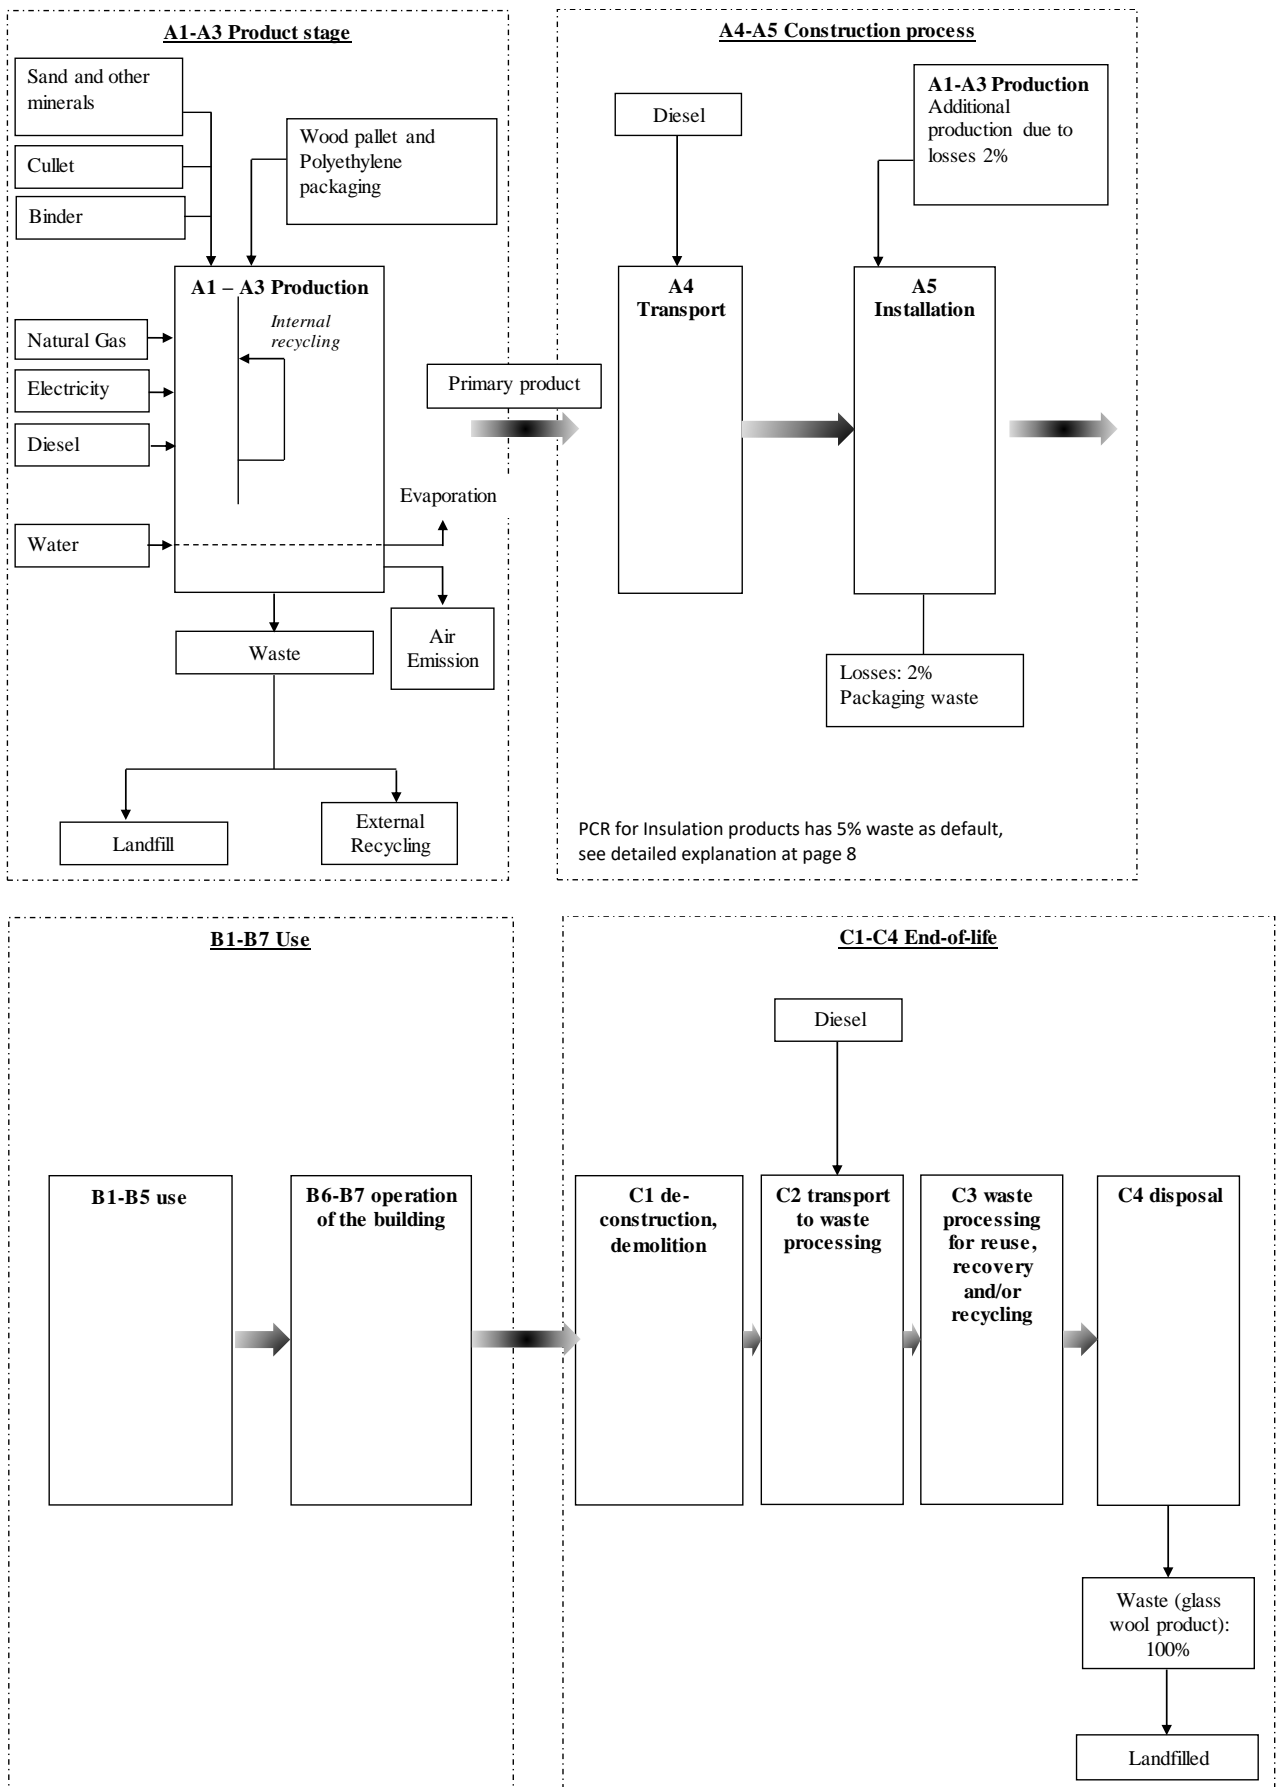 A1-A3 Product stage
Sand and other
minerals
Cullet
Binder
Wood pallet and
Polyethylene
packaging
A1 – A3 Production
Internal
recycling
Natural Gas
Electricity
Diesel
Water
Evaporation
Air
Emission
Waste
Landfill
External
Recycling
Primary product
A4-A5 Construction process
Diesel
A1-A3 Production
Additional
production due to
losses 2%
A4
Transport
A5
Installation
Losses: 2%
Packaging waste
PCR for Insulation products has 5% waste as default,
see detailed explanation at page 8
B1-B7 Use
B1-B5 use
B6-B7 operation
of the building
C1-C4 End-of-life
Diesel
C1 de-
construction,
demolition
C2 transport
to waste
processing
C3 waste
processing
for reuse,
recovery
and/or
recycling
C4 disposal
Waste (glass
wool product):
100%
Landfilled